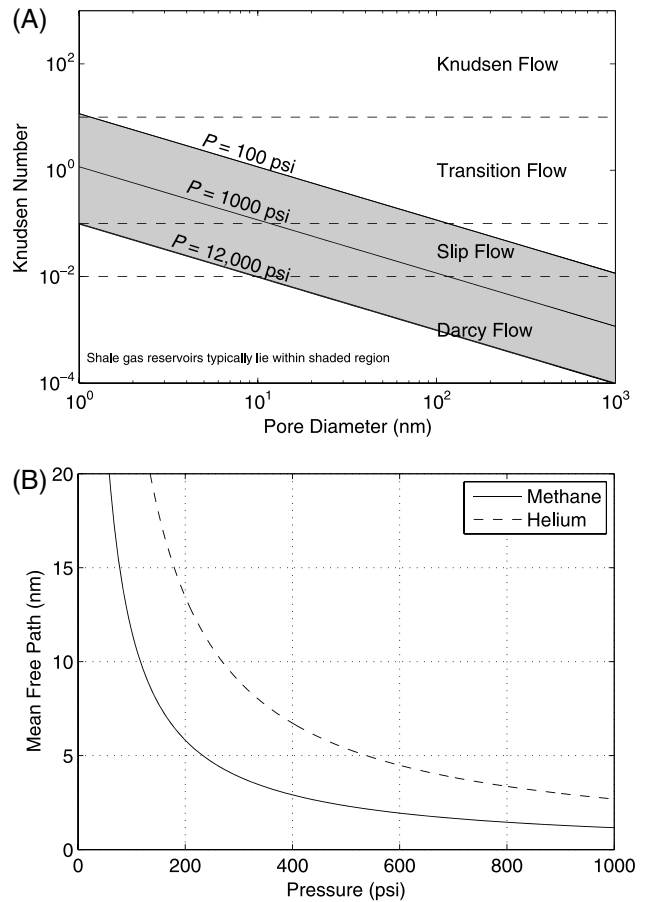 (A)
10^2
Knudsen Flow
P = 100 psi
10^0
Transition Flow
P = 1000 psi
Knudsen Number
Slip Flow
P = 12,000 psi
10^-2
Darcy Flow
Shale gas reservoirs typically lie within shaded region
10^-4
10^0 10^1 10^2 10^3
Pore Diameter (nm)
(B)
20
Methane
Helium
15
Mean Free Path (nm)
10
5
0
0 200 400 600 800 1000
Pressure (psi)